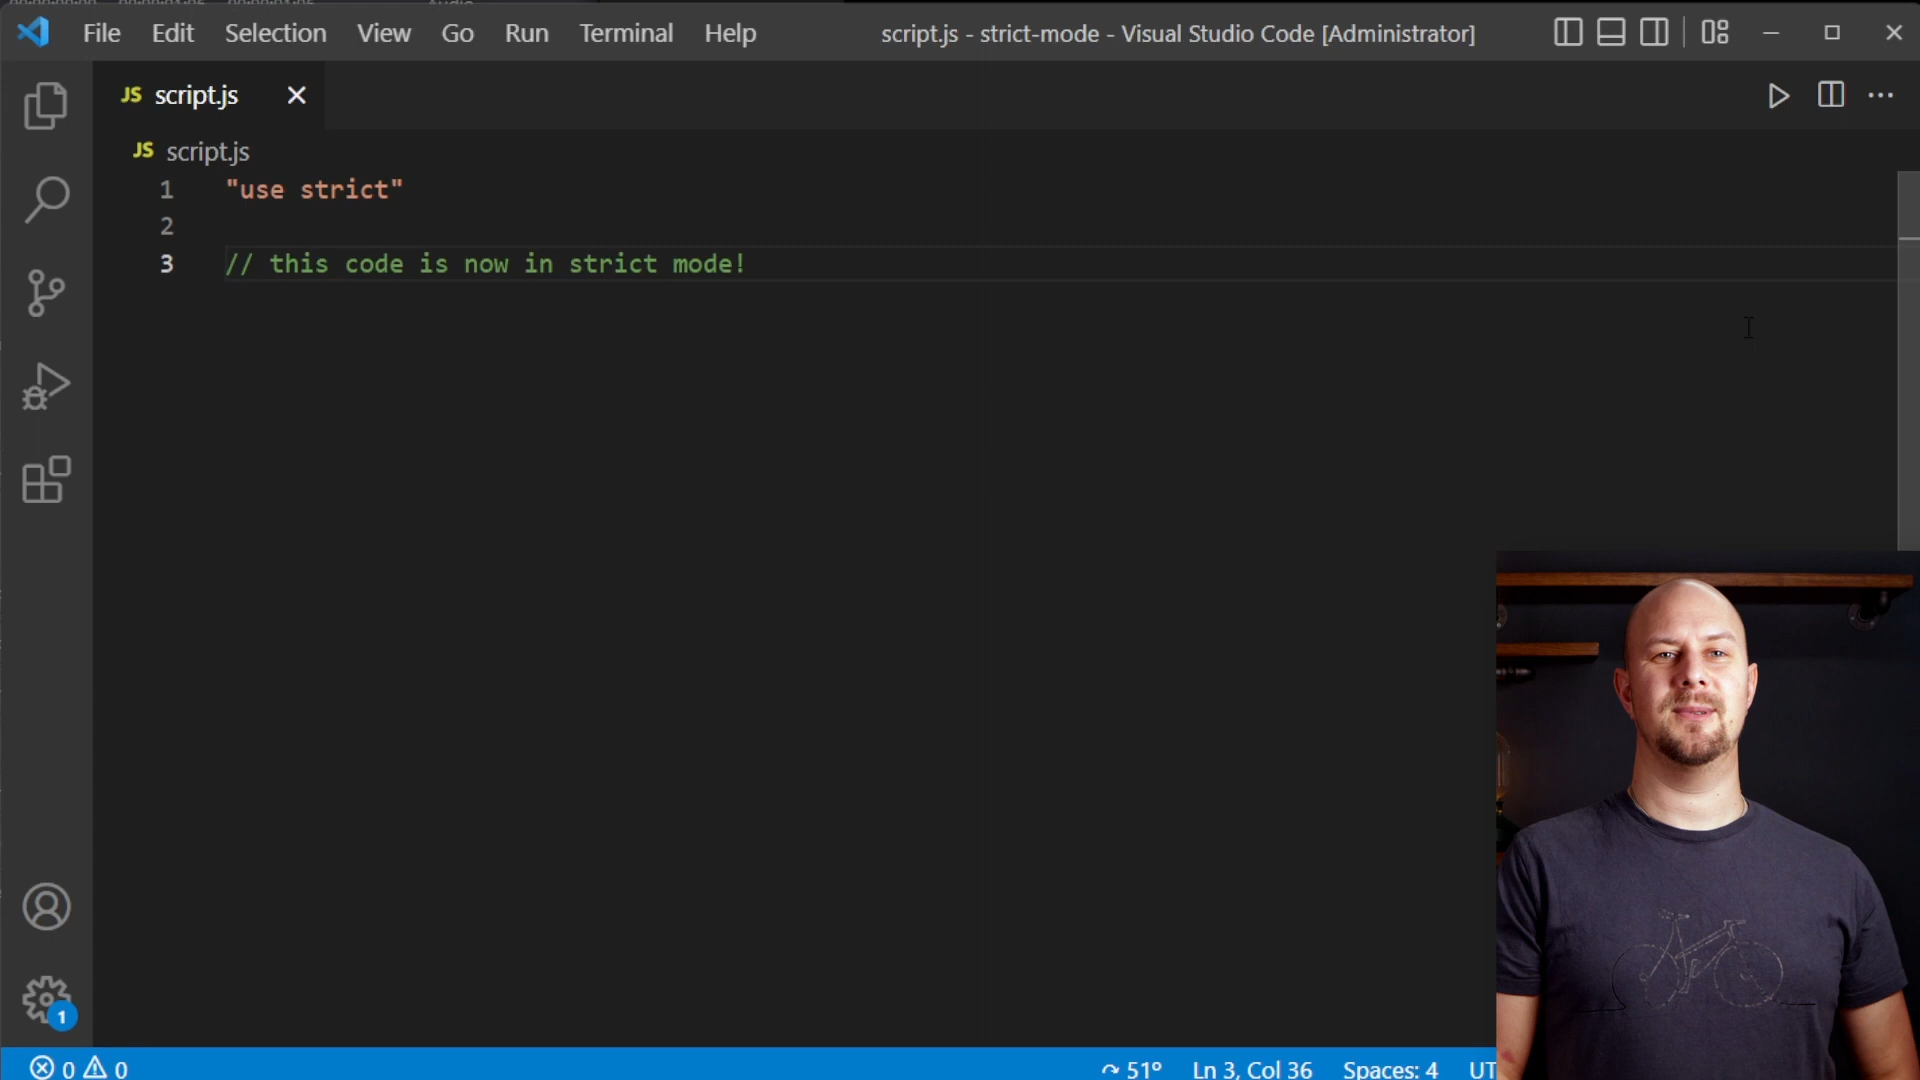 File Edit Selection View Go Run Terminal Help script.js - strict-mode - Visual Studio Code [Administrator]
JS script.js
JS script.js
1 "use strict"
2
3 // this code is now in strict mode!
1
0 0 51° Ln 3, Col 36 Spaces: 4 UT